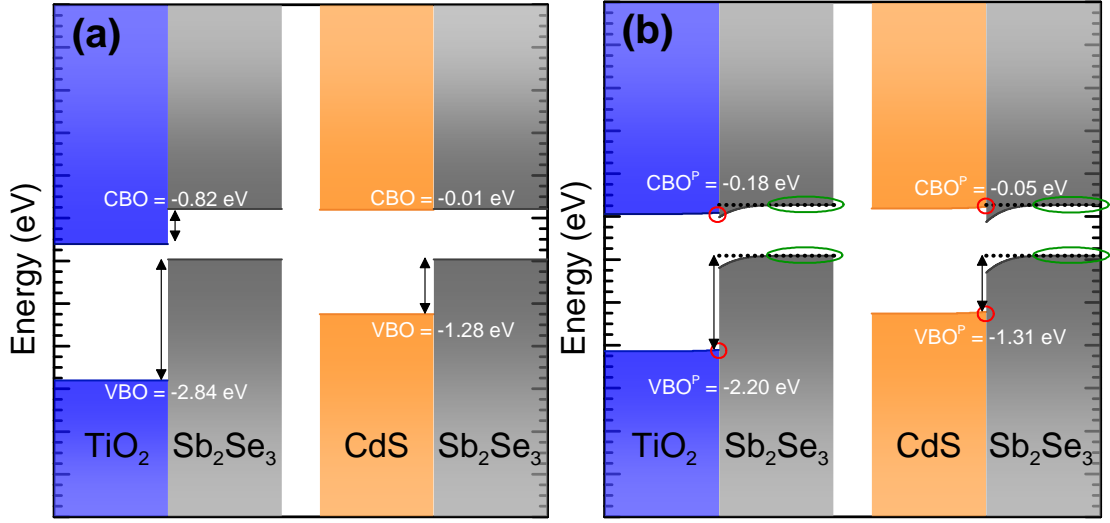 (a)
Energy (eV)
CBO = -0.82 eV
CBO = -0.01 eV
VBO = -1.28 eV
VBO = -2.84 eV
TiO₂
Sb₂Se₃
CdS
Sb₂Se₃
(b)
Energy (eV)
CBOᴾ = -0.18 eV
CBOᴾ = -0.05 eV
VBOᴾ = -1.31 eV
VBOᴾ = -2.20 eV
TiO₂
Sb₂Se₃
CdS
Sb₂Se₃